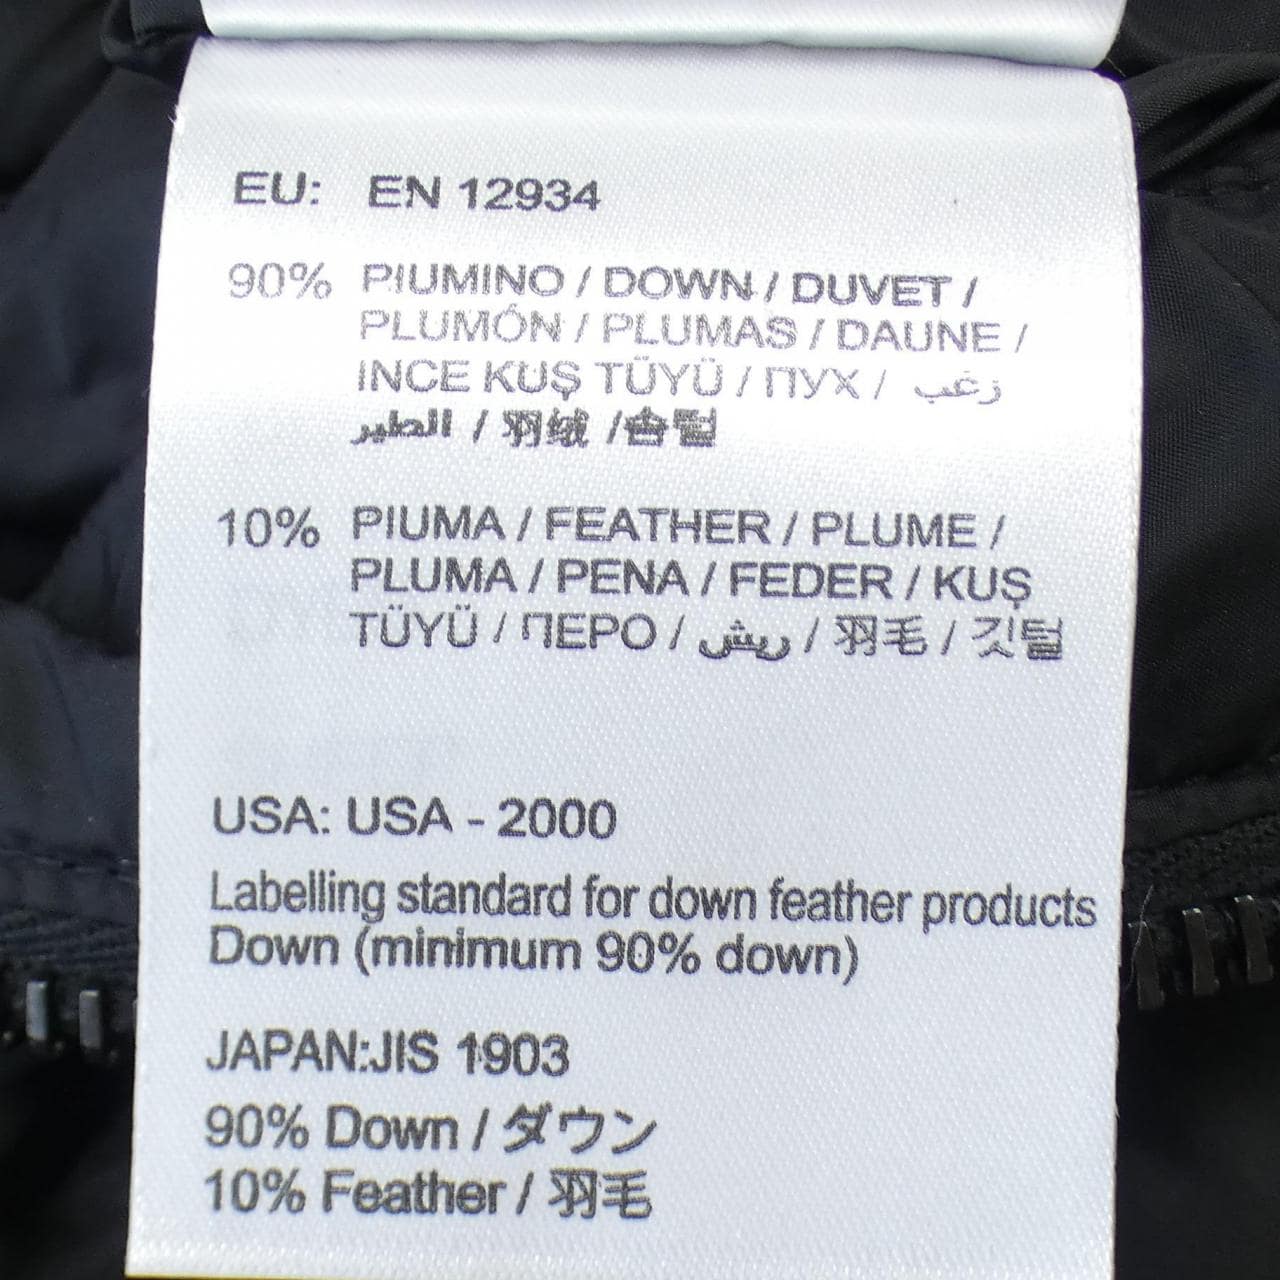 EU: EN 12934
90% PIUMINO / DOWN / DUVET /
PLUMÓN / PLUMAS / DAUNE /
INCE KUŞ TÜYÜ / ПУХ / زغب
الطير / 羽绒 /솜털
10% PIUMA / FEATHER / PLUME /
PLUMA / PENA / FEDER / KUŞ
TÜYÜ / ПЕРО / ريش / 羽毛 / 깃털
USA: USA - 2000
Labelling standard for down feather products
Down (minimum 90% down)
JAPAN:JIS 1903
90% Down / ダウン
10% Feather / 羽毛